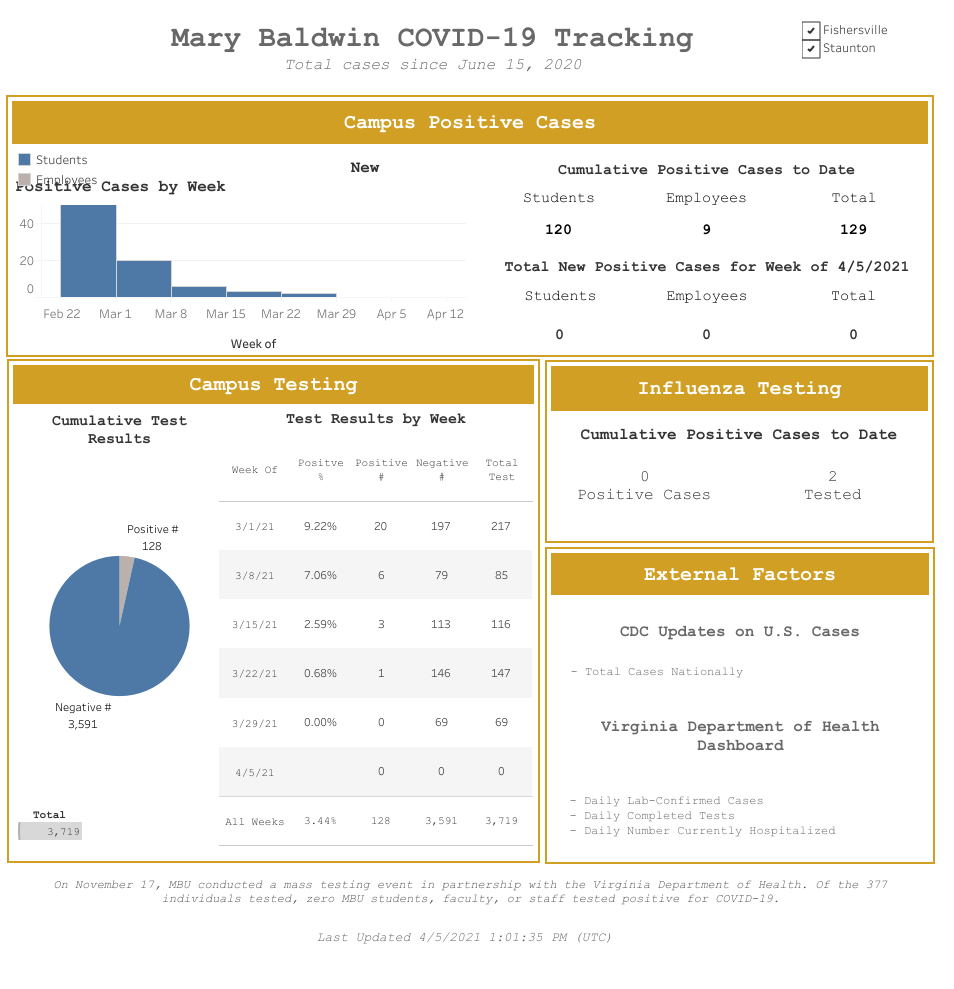 Mary Baldwin COVID-19 Tracking
Total cases since June 15, 2020
Fishersville
Staunton
Campus Positive Cases
Students
Employees
Positive Cases by Week
New
40
20
0
Feb 22 Mar 1 Mar 8 Mar 15 Mar 22 Mar 29 Apr 5 Apr 12
Week of
Cumulative Positive Cases to Date
Students Employees Total
120 9 129
Total New Positive Cases for Week of 4/5/2021
Students Employees Total
0 0 0
Campus Testing
Cumulative Test
Results
Positive #
128
Negative #
3,591
Total
3,719
Test Results by Week
Week Of Positve % Positive # Negative # Total Test
3/1/21 9.22% 20 197 217
3/8/21 7.06% 6 79 85
3/15/21 2.59% 3 113 116
3/22/21 0.68% 1 146 147
3/29/21 0.00% 0 69 69
4/5/21 0 0 0
All Weeks 3.44% 128 3,591 3,719
Influenza Testing
Cumulative Positive Cases to Date
0 2
Positive Cases Tested
External Factors
CDC Updates on U.S. Cases
- Total Cases Nationally
Virginia Department of Health
Dashboard
- Daily Lab-Confirmed Cases
- Daily Completed Tests
- Daily Number Currently Hospitalized
On November 17, MBU conducted a mass testing event in partnership with the Virginia Department of Health. Of the 377
individuals tested, zero MBU students, faculty, or staff tested positive for COVID-19.
Last Updated 4/5/2021 1:01:35 PM (UTC)